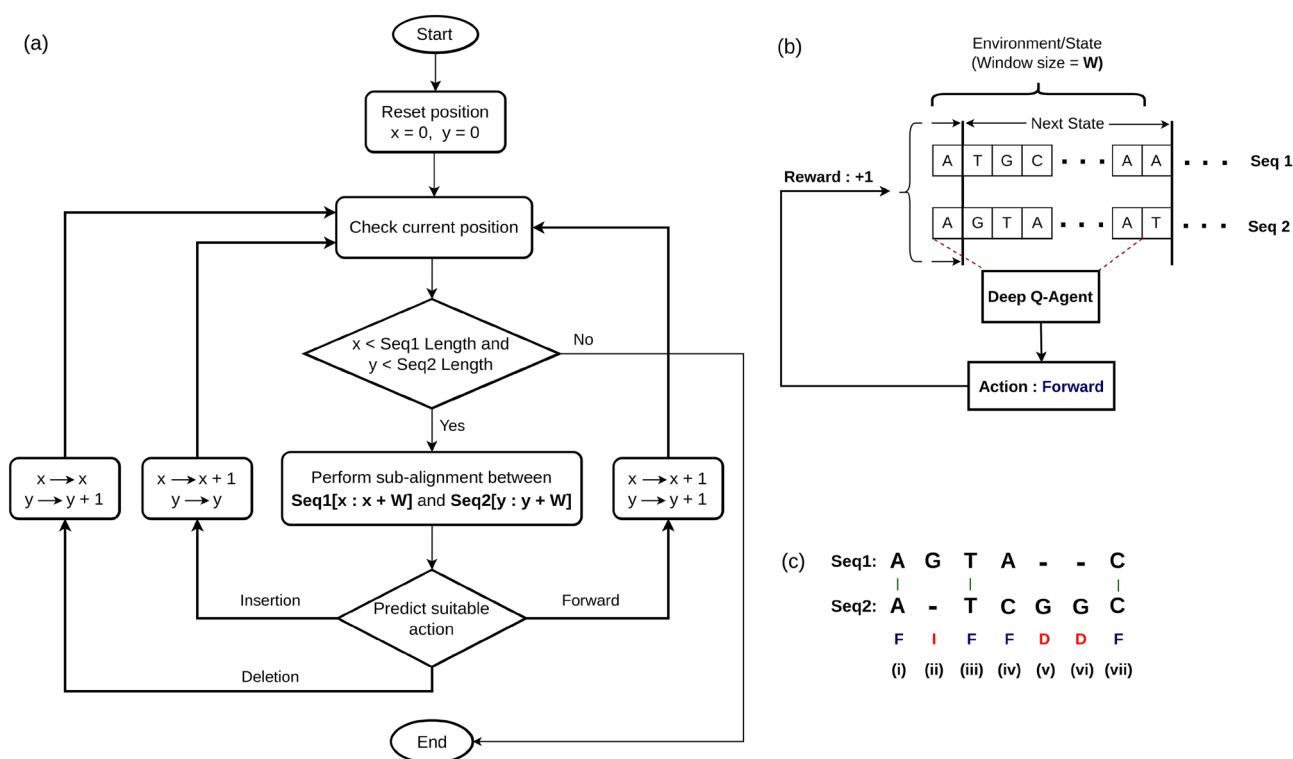 (a)
Start
Reset position
x = 0, y = 0
Check current position
x < Seq1 Length and
y < Seq2 Length
No
Yes
Perform sub-alignment between
Seq1[x : x + W] and Seq2[y : y + W]
x → x
y → y + 1
x → x + 1
y → y
x → x + 1
y → y + 1
Predict suitable
action
Insertion
Forward
Deletion
End
(b)
Environment/State
(Window size = W)
Next State
A T G C · · · A A · · · Seq 1
Reward : +1
A G T A · · · A T · · · Seq 2
Deep Q-Agent
Action : Forward
(c)
Seq1: A G T A - - C
Seq2: A - T C G G C
F I F F D D F
(i) (ii) (iii) (iv) (v) (vi) (vii)